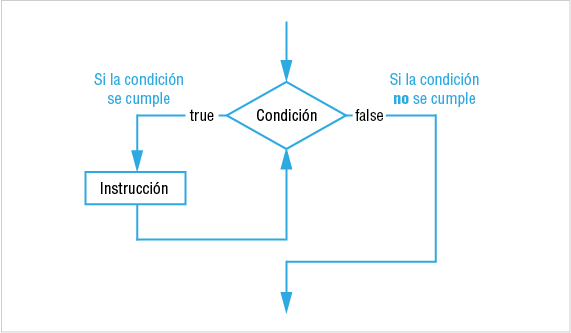 Si la condición
se cumple
Si la condición
no se cumple
true
Condición
false
Instrucción